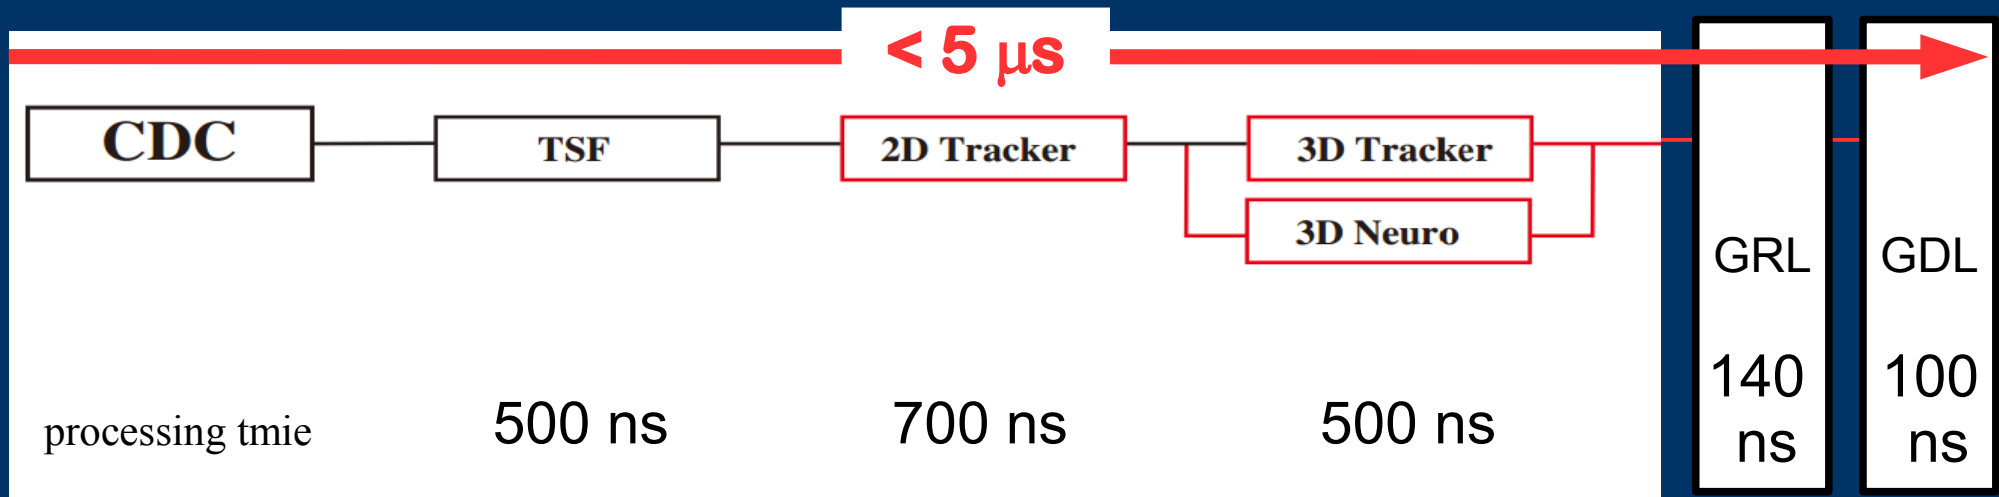 < 5 μs
CDC
TSF
2D Tracker
3D Tracker
3D Neuro
GRL
GDL
processing tmie
500 ns
700 ns
500 ns
140
ns
100
ns